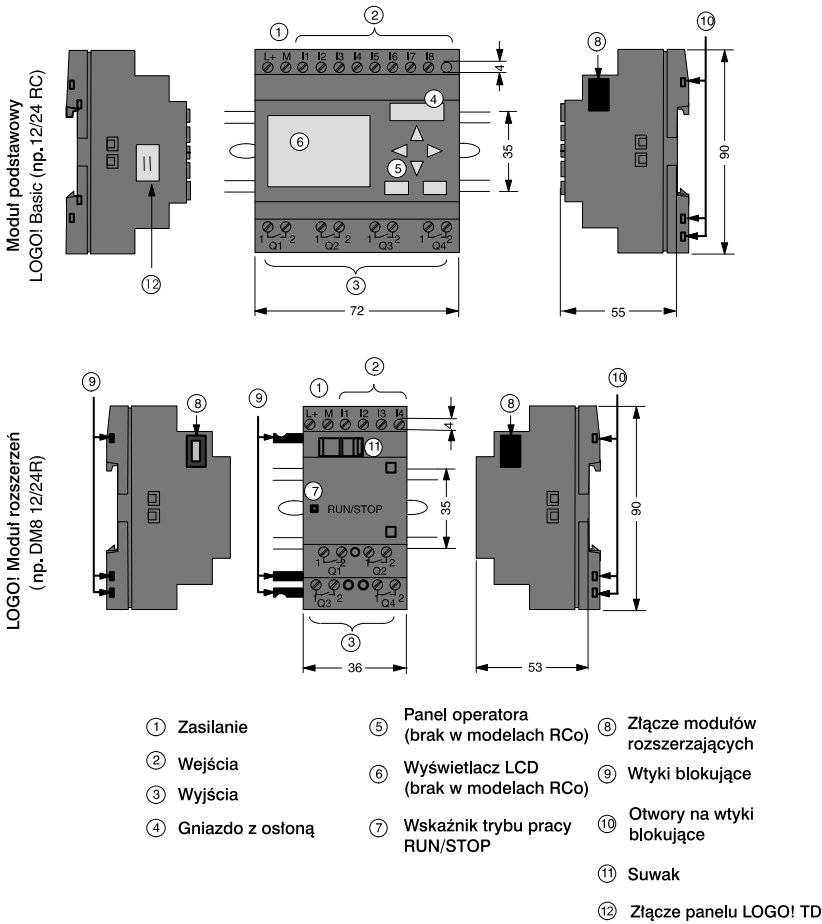 Moduł podstawowy
LOGO! Basic (np. 12/24 RC)
① ② ⑧ ⑩
L+ M I1 I2 I3 I4 I5 I6 I7 I8
4
④
⑥
⑤
35
90
1 2 1 2 1 2 1 2
Q1 Q2 Q3 Q4
⑫
③
72
55
LOGO! Moduł rozszerzeń
(np. DM8 12/24R)
⑨ ⑧ ⑨ ① ② ⑧ ⑩
L+ M I1 I2 I3 I4
4
⑪
⑦
RUN/STOP
35
90
1 2 1 2
Q1 Q2
1 2 1 2
Q3 Q4
③
36
53
① Zasilanie
② Wejścia
③ Wyjścia
④ Gniazdo z osłoną
⑤ Panel operatora
(brak w modelach RCo)
⑥ Wyświetlacz LCD
(brak w modelach RCo)
⑦ Wskaźnik trybu pracy
RUN/STOP
⑧ Złącze modułów
rozszerzających
⑨ Wtyki blokujące
⑩ Otwory na wtyki
blokujące
⑪ Suwak
⑫ Złącze panelu LOGO! TD